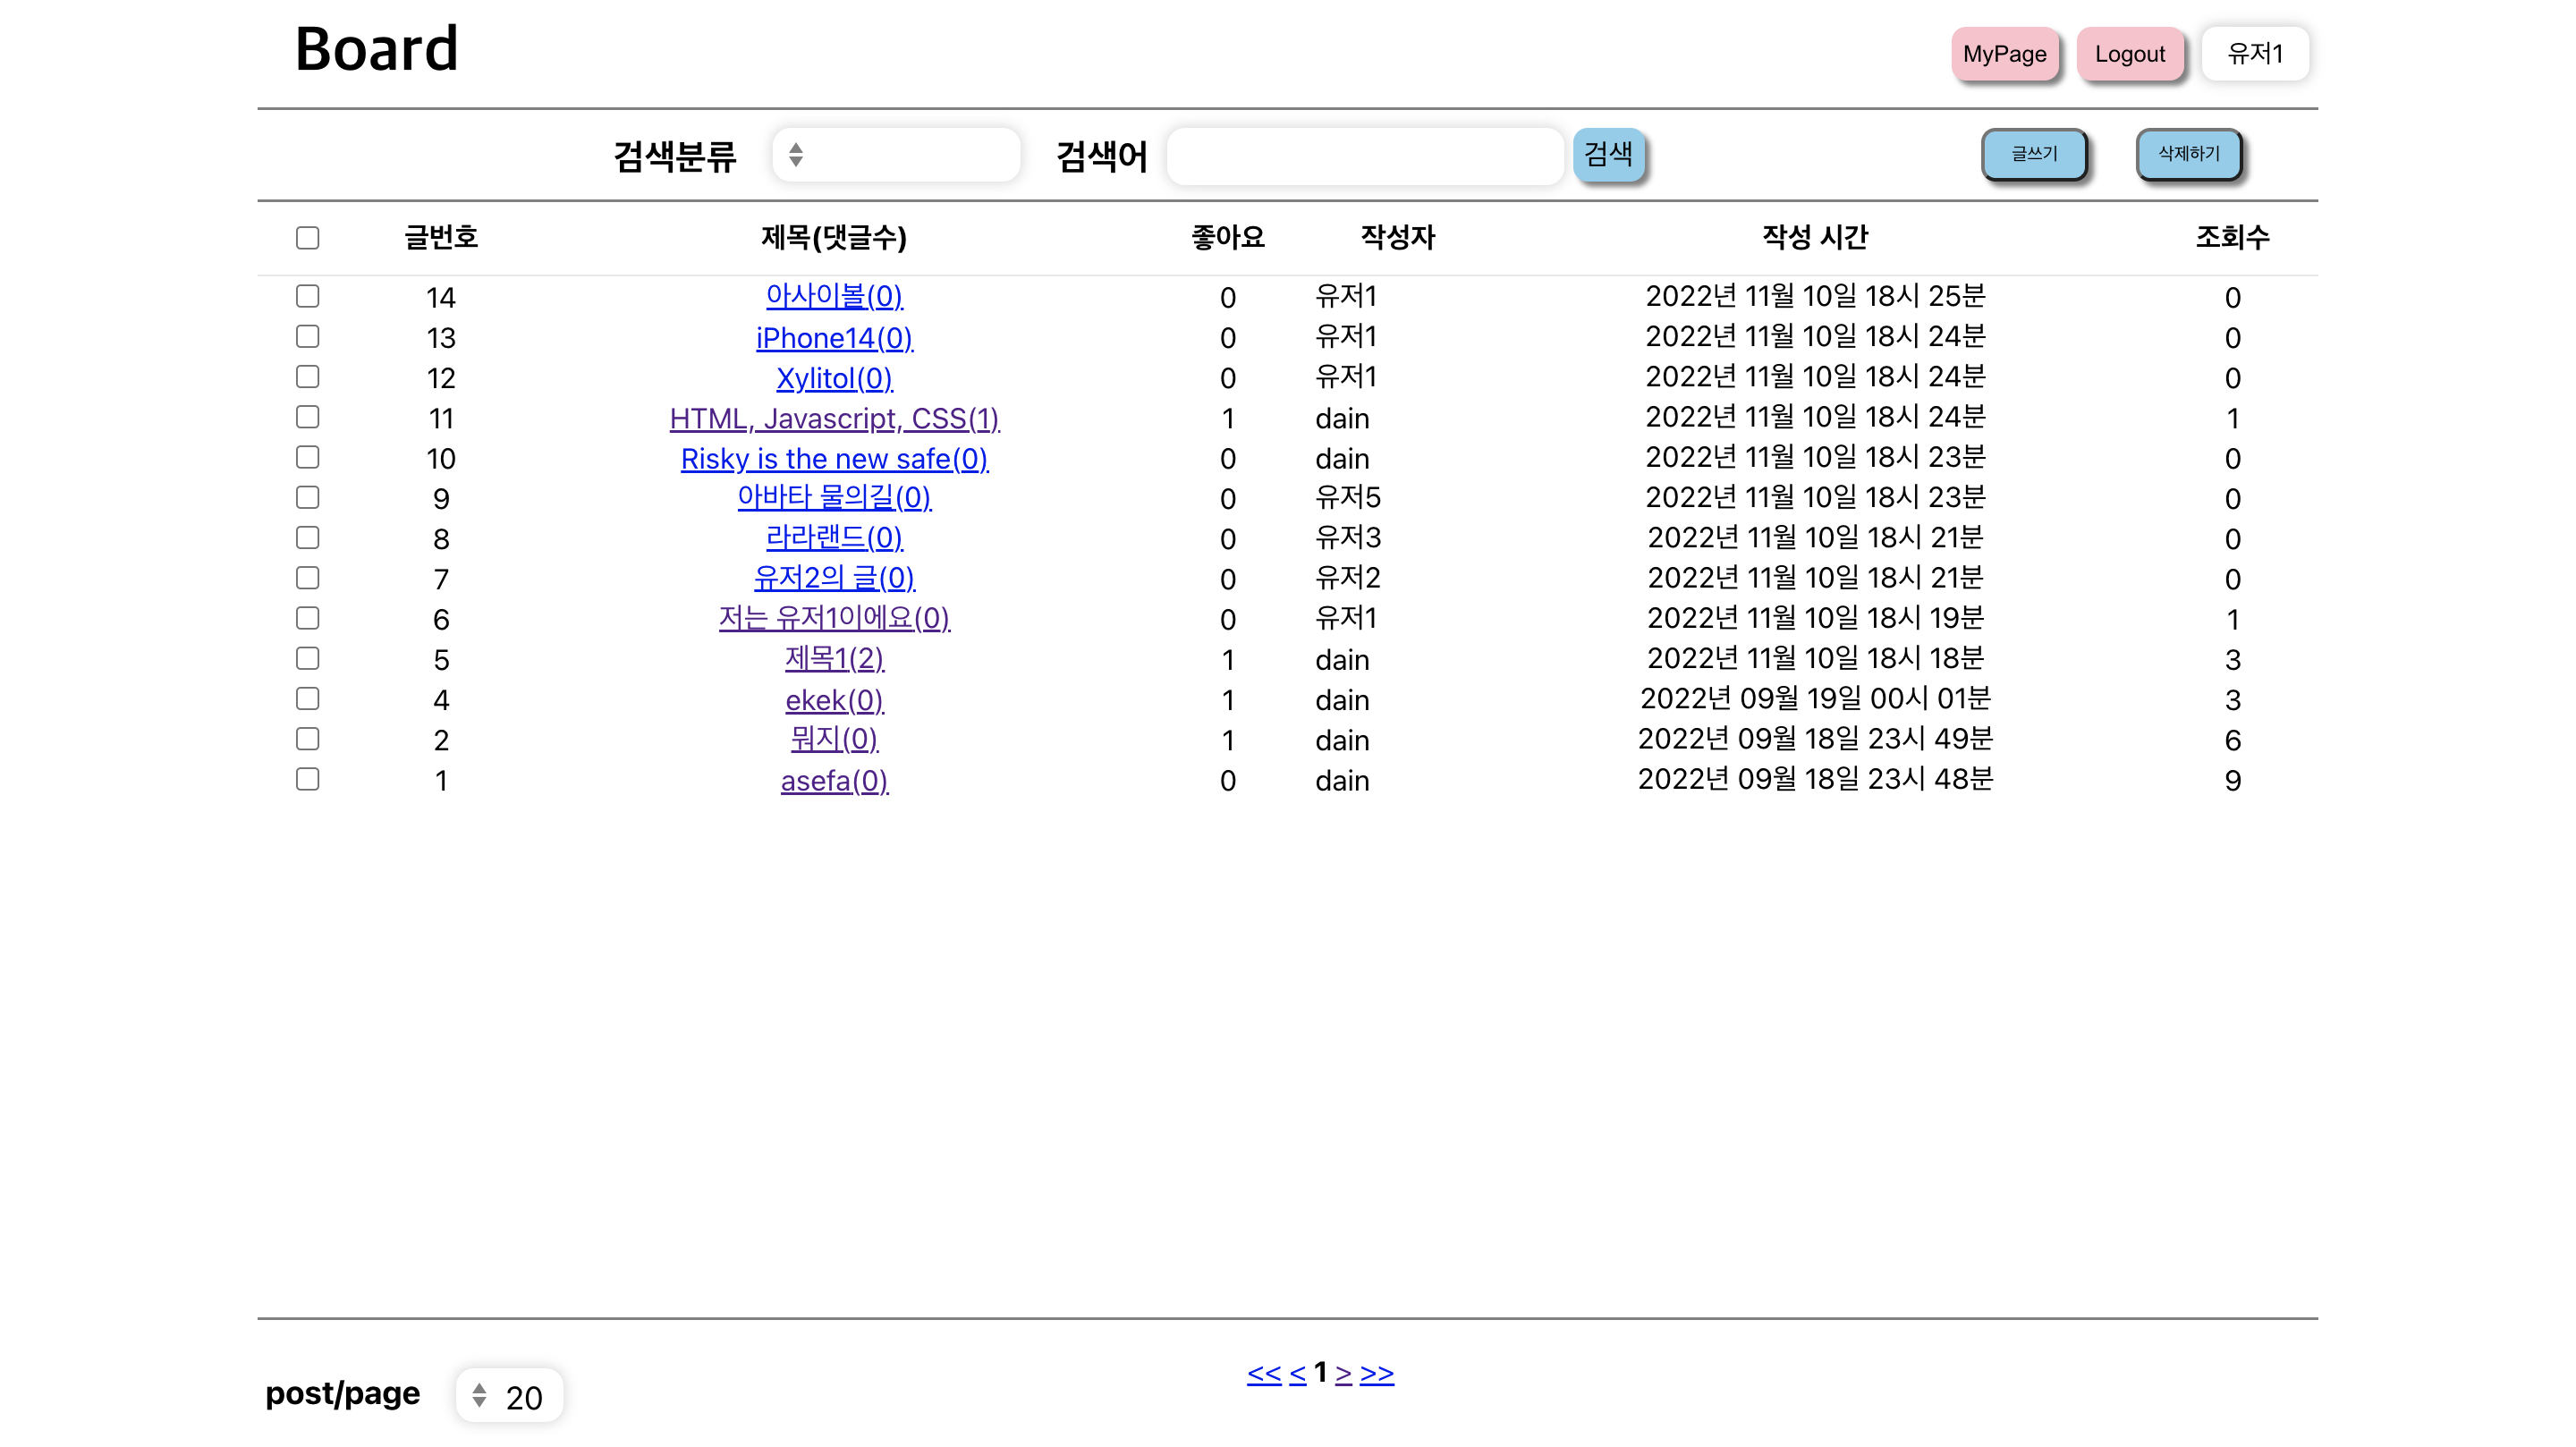 Board
MyPage Logout 유저1
검색분류 검색어 검색 글쓰기 삭제하기
글번호 제목(댓글수) 좋아요 작성자 작성 시간 조회수
14 아사이볼(0) 0 유저1 2022년 11월 10일 18시 25분 0
13 iPhone14(0) 0 유저1 2022년 11월 10일 18시 24분 0
12 Xylitol(0) 0 유저1 2022년 11월 10일 18시 24분 0
11 HTML, Javascript, CSS(1) 1 dain 2022년 11월 10일 18시 24분 1
10 Risky is the new safe(0) 0 dain 2022년 11월 10일 18시 23분 0
9 아바타 물의길(0) 0 유저5 2022년 11월 10일 18시 23분 0
8 라라랜드(0) 0 유저3 2022년 11월 10일 18시 21분 0
7 유저2의 글(0) 0 유저2 2022년 11월 10일 18시 21분 0
6 저는 유저1이에요(0) 0 유저1 2022년 11월 10일 18시 19분 1
5 제목1(2) 1 dain 2022년 11월 10일 18시 18분 3
4 ekek(0) 1 dain 2022년 09월 19일 00시 01분 3
2 뭐지(0) 1 dain 2022년 09월 18일 23시 49분 6
1 asefa(0) 0 dain 2022년 09월 18일 23시 48분 9
<< < 1 > >>
post/page 20